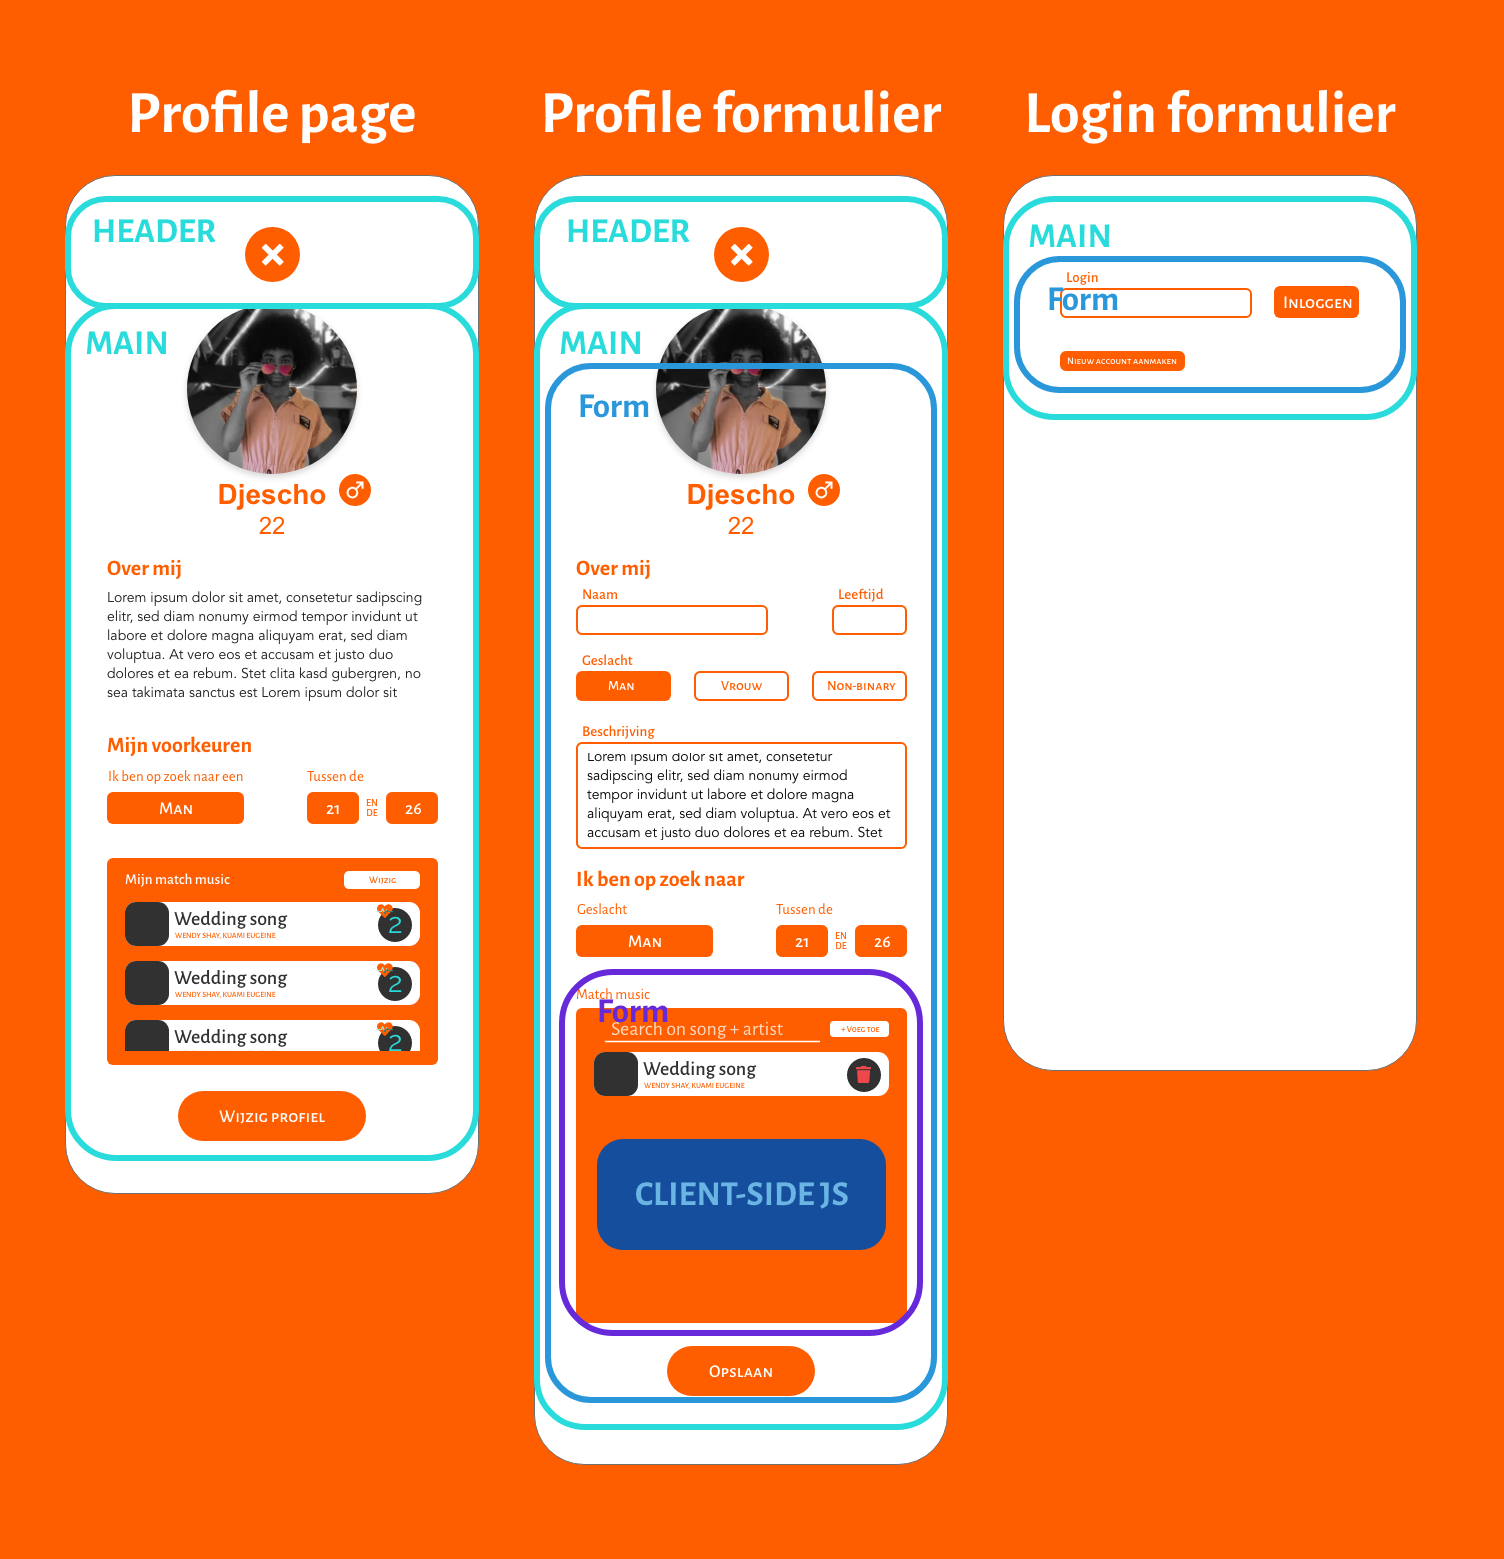 Profile page
HEADER
MAIN
Djescho
22
Over mij
Lorem ipsum dolor sit amet, consetetur sadipscing
elitr, sed diam nonumy eirmod tempor invidunt ut
labore et dolore magna aliquyam erat, sed diam
voluptua. At vero eos et accusam et justo duo
dolores et ea rebum. Stet clita kasd gubergren, no
sea takimata sanctus est Lorem ipsum dolor sit
Mijn voorkeuren
Ik ben op zoek naar een
Tussen de
Man
21
EN
DE
26
Mijn match music
Wijzig
Wedding song
WENDY SHAY, KUAMI EUGEINE
2
Wedding song
WENDY SHAY, KUAMI EUGEINE
2
Wedding song
2
Wijzig profiel
Profile formulier
HEADER
MAIN
Form
Djescho
22
Over mij
Naam
Leeftijd
Geslacht
Man
Vrouw
Non-binary
Beschrijving
Lorem ipsum dolor sit amet, consetetur
sadipscing elitr, sed diam nonumy eirmod
tempor invidunt ut labore et dolore magna
aliquyam erat, sed diam voluptua. At vero eos et
accusam et justo duo dolores et ea rebum. Stet
Ik ben op zoek naar
Geslacht
Tussen de
Man
21
EN
DE
26
Match music
Form
Search on song + artist
+ Voeg toe
Wedding song
WENDY SHAY, KUAMI EUGEINE
CLIENT-SIDE JS
Opslaan
Login formulier
MAIN
Login
Form
Inloggen
Nieuw account aanmaken